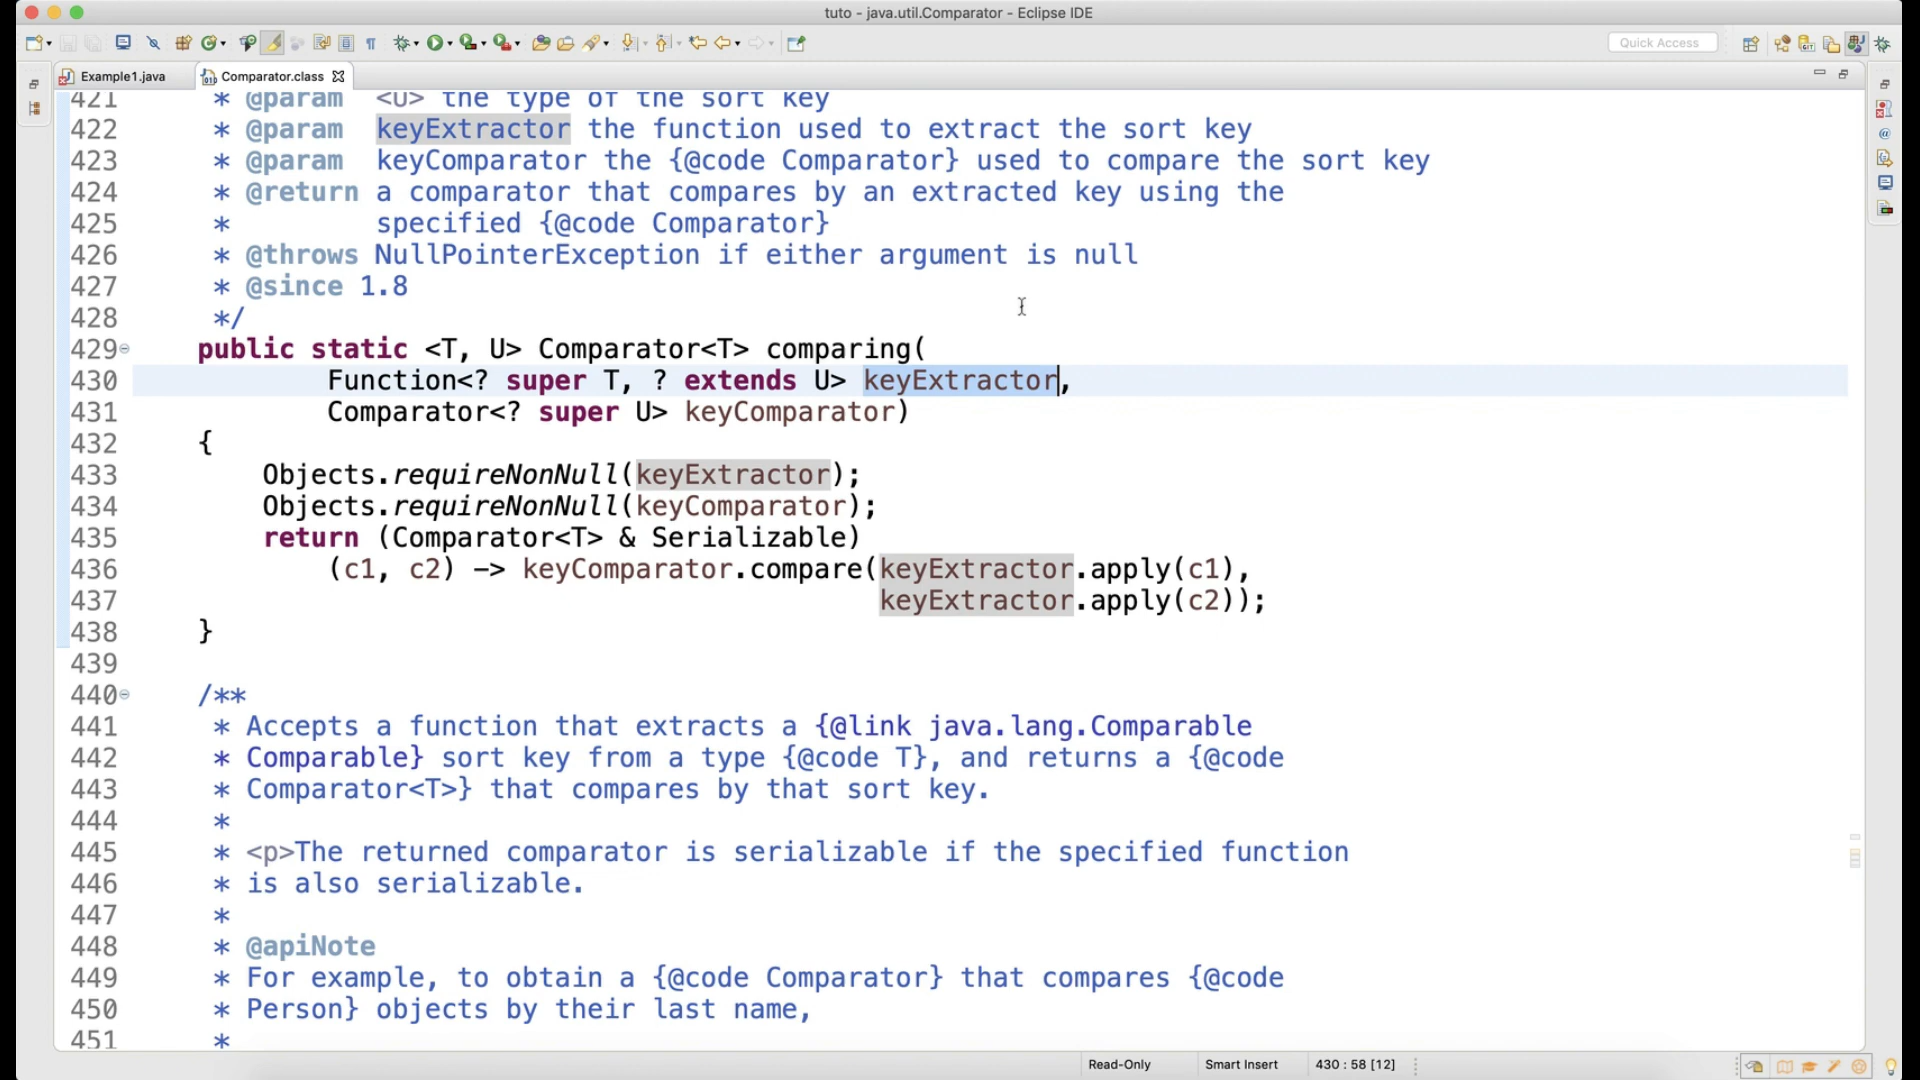 tuto - java.util.Comparator - Eclipse IDE
Quick Access
Example1.java
Comparator.class
421 * @param <U> the type of the sort key
422 * @param keyExtractor the function used to extract the sort key
423 * @param keyComparator the {@code Comparator} used to compare the sort key
424 * @return a comparator that compares by an extracted key using the
425 * specified {@code Comparator}
426 * @throws NullPointerException if either argument is null
427 * @since 1.8
428 */
429 public static <T, U> Comparator<T> comparing(
430 Function<? super T, ? extends U> keyExtractor,
431 Comparator<? super U> keyComparator)
432 {
433 Objects.requireNonNull(keyExtractor);
434 Objects.requireNonNull(keyComparator);
435 return (Comparator<T> & Serializable)
436 (c1, c2) -> keyComparator.compare(keyExtractor.apply(c1),
437 keyExtractor.apply(c2));
438 }
439
440 /**
441 * Accepts a function that extracts a {@link java.lang.Comparable
442 * Comparable} sort key from a type {@code T}, and returns a {@code
443 * Comparator<T>} that compares by that sort key.
444 *
445 * <p>The returned comparator is serializable if the specified function
446 * is also serializable.
447 *
448 * @apiNote
449 * For example, to obtain a {@code Comparator} that compares {@code
450 * Person} objects by their last name,
451 *
Read-Only
Smart Insert
430 : 58 [12]